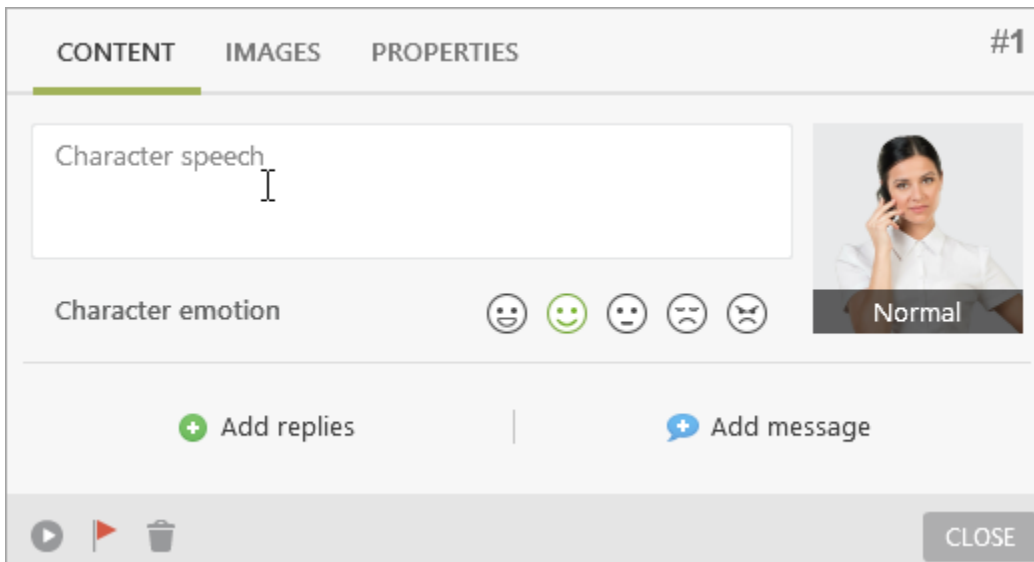 CONTENT IMAGES PROPERTIES #1
Character speech
Character emotion
Normal
Add replies Add message
CLOSE